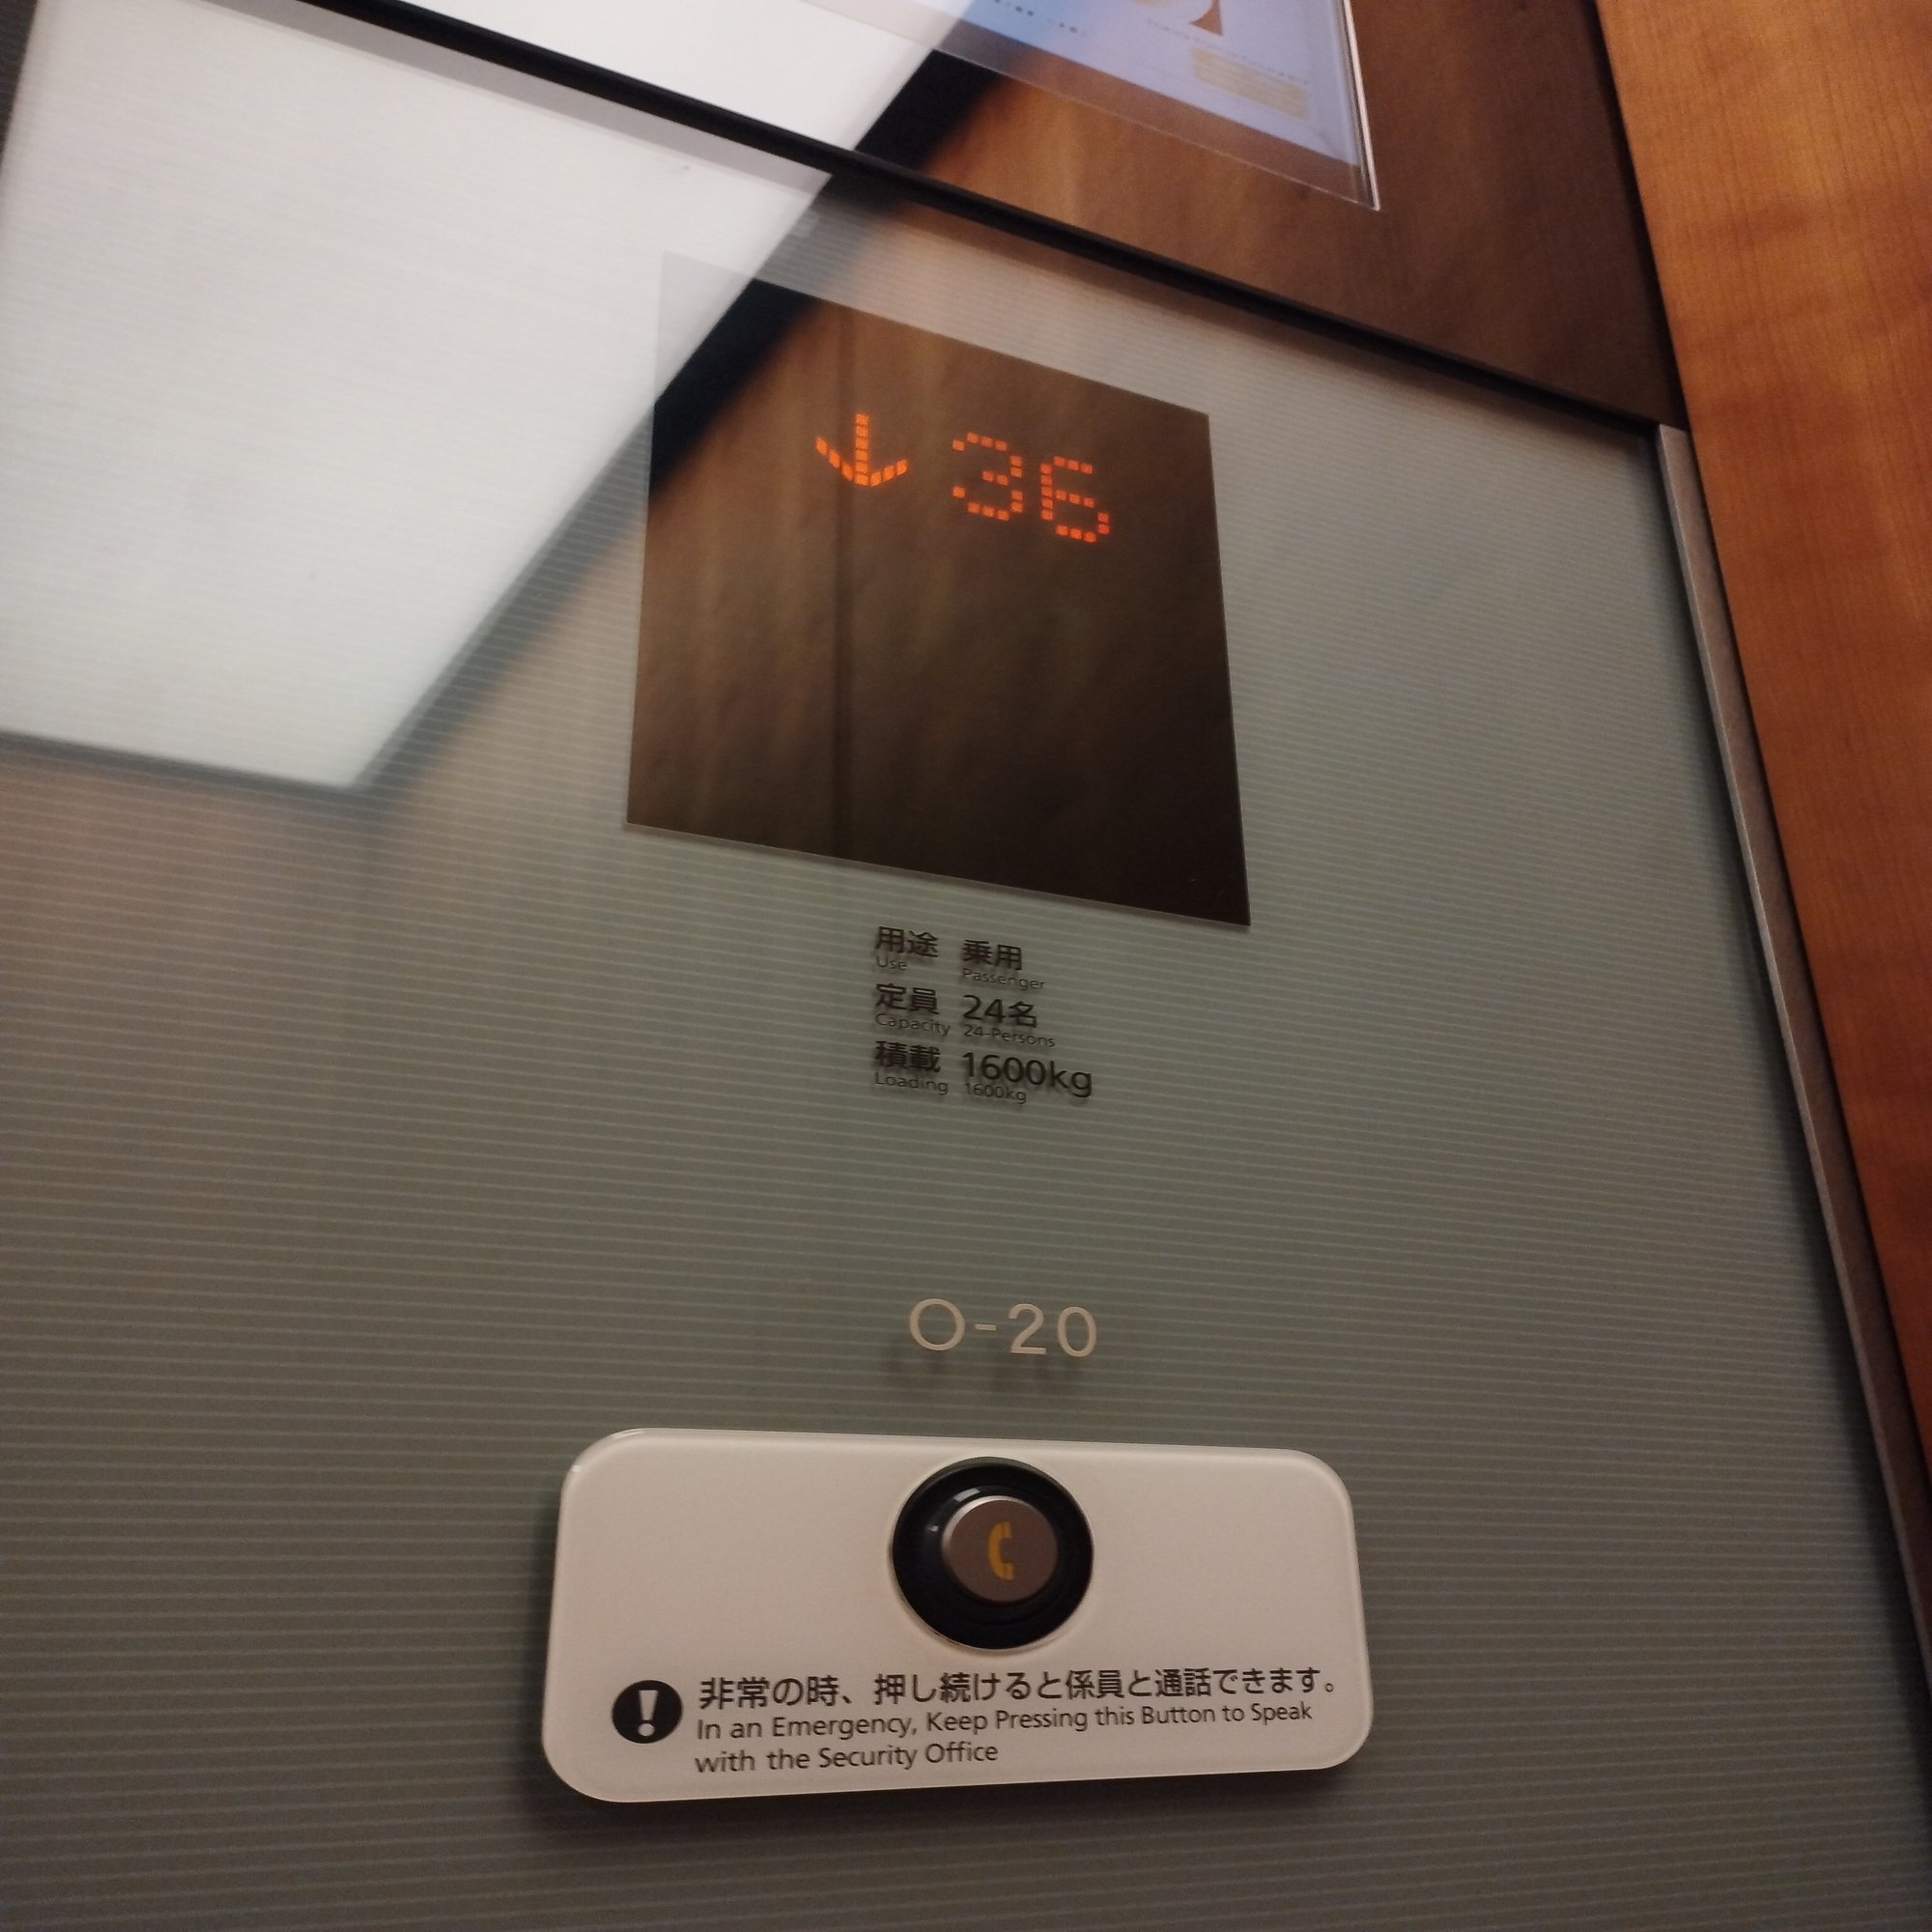 ↓36
用途 乗用
Use Passenger
定員 24名
Capacity 24-Persons
積載 1600kg
Loading 1600kg
O-20
非常の時、押し続けると係員と通話できます。
In an Emergency, Keep Pressing this Button to Speak
with the Security Office